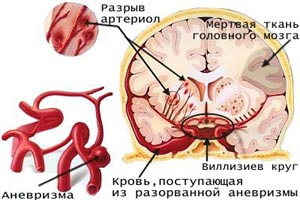 Разрыв
артериол
Мертвая ткань
головного мозга
Виллизиев круг
Аневризма
Кровь,поступающая
из разорванной аневризмы